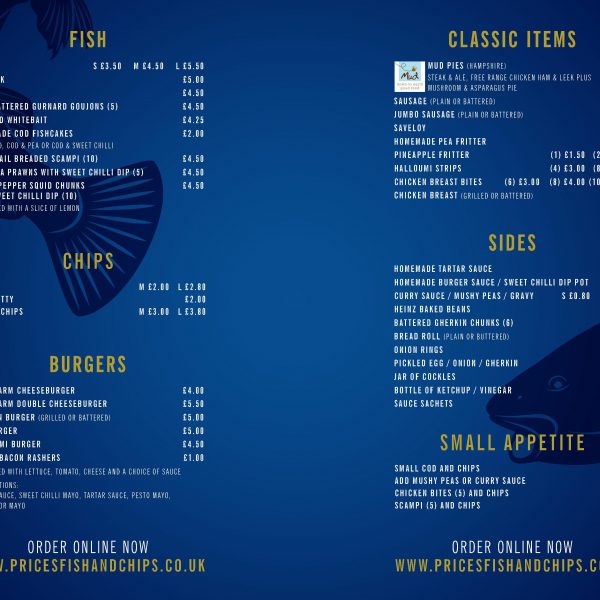 FISH
S £3.50 M £4.50 L £5.50
£5.00
£4.50
GURNARD GOUJONS (5) £4.50
WHITEBAIT £4.25
COD FISHCAKES £2.00
COD & PEA OR COD & SWEET CHILLI
BREADED SCAMPI (10) £4.50
PRAWNS WITH SWEET CHILLI DIP (5) £4.50
PEPPER SQUID CHUNKS £4.50
CHILLI DIP (10)
WITH A SLICE OF LEMON
CHIPS
M £2.00 L £2.80
£2.00
CHIPS M £3.00 L £3.80
BURGERS
CHEESEBURGER £4.00
DOUBLE CHEESEBURGER £5.50
BURGER (GRILLED OR BATTERED) £5.00
£5.00
BURGER £4.50
BACON RASHERS £1.00
WITH LETTUCE, TOMATO, CHEESE AND A CHOICE OF SAUCE
SWEET CHILLI MAYO, TARTAR SAUCE, PESTO MAYO,
MAYO
ORDER ONLINE NOW
W.PRICESFISHANDCHIPS.CO.UK
CLASSIC ITEMS
Mud
MUD PIES (HAMPSHIRE)
STEAK & ALE, FREE RANGE CHICKEN HAM & LEEK PLUS
MUSHROOM & ASPARAGUS PIE
SAUSAGE (PLAIN OR BATTERED)
JUMBO SAUSAGE (PLAIN OR BATTERED)
SAVELOY
HOMEMADE PEA FRITTER
PINEAPPLE FRITTER (1) £1.50 (2
HALLOUMI STRIPS (4) £3.00 (8
CHICKEN BREAST BITES (6) £3.00 (8) £4.00 (10
CHICKEN BREAST (GRILLED OR BATTERED)
SIDES
HOMEMADE TARTAR SAUCE
HOMEMADE BURGER SAUCE / SWEET CHILLI DIP POT
CURRY SAUCE / MUSHY PEAS / GRAVY S £0.80
HEINZ BAKED BEANS
BATTERED GHERKIN CHUNKS (6)
BREAD ROLL (PLAIN OR BUTTERED)
ONION RINGS
PICKLED EGG / ONION / GHERKIN
JAR OF COCKLES
BOTTLE OF KETCHUP / VINEGAR
SAUCE SACHETS
SMALL APPETITE
SMALL COD AND CHIPS
ADD MUSHY PEAS OR CURRY SAUCE
CHICKEN BITES (5) AND CHIPS
SCAMPI (5) AND CHIPS
ORDER ONLINE NOW
WWW.PRICESFISHANDCHIPS.CO